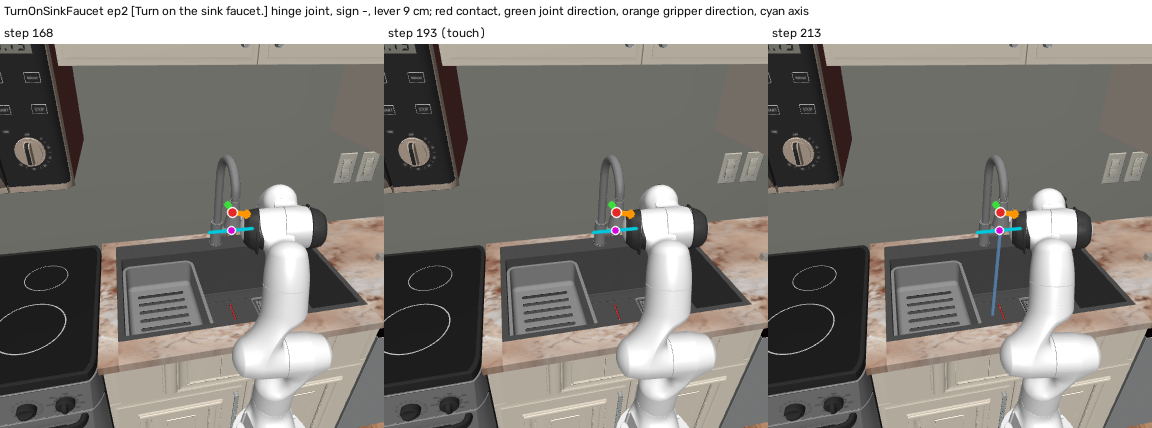 TurnOnSinkFaucet ep2 [Turn on the sink faucet.] hinge joint, sign -, lever 9 cm; red contact, green joint direction, orange gripper direction, cyan axis
step 168
step 193 (touch)
step 213